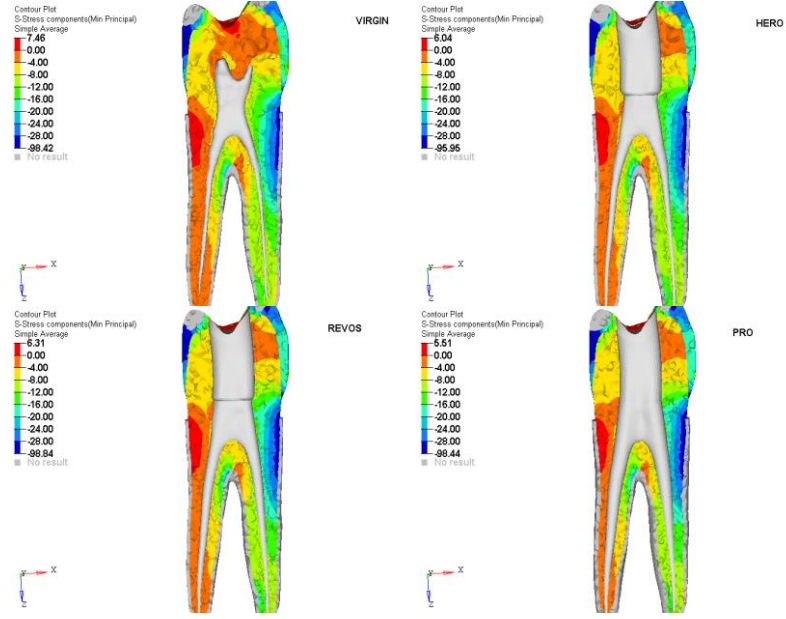 Contour Plot
S-Stress components(Min Principal)
Simple Average
7.46
0.00
-4.00
-8.00
-12.00
-16.00
-20.00
-24.00
-28.00
-98.42
No result
VIRGIN
X
Y
Z
Contour Plot
S-Stress components(Min Principal)
Simple Average
6.04
0.00
-4.00
-8.00
-12.00
-16.00
-20.00
-24.00
-28.00
-95.95
No result
HERO
X
Y
Z
Contour Plot
S-Stress components(Min Principal)
Simple Average
6.31
0.00
-4.00
-8.00
-12.00
-16.00
-20.00
-24.00
-28.00
-98.84
No result
REVOS
X
Y
Z
Contour Plot
S-Stress components(Min Principal)
Simple Average
5.51
0.00
-4.00
-8.00
-12.00
-16.00
-20.00
-24.00
-28.00
-98.44
No result
PRO
X
Y
Z